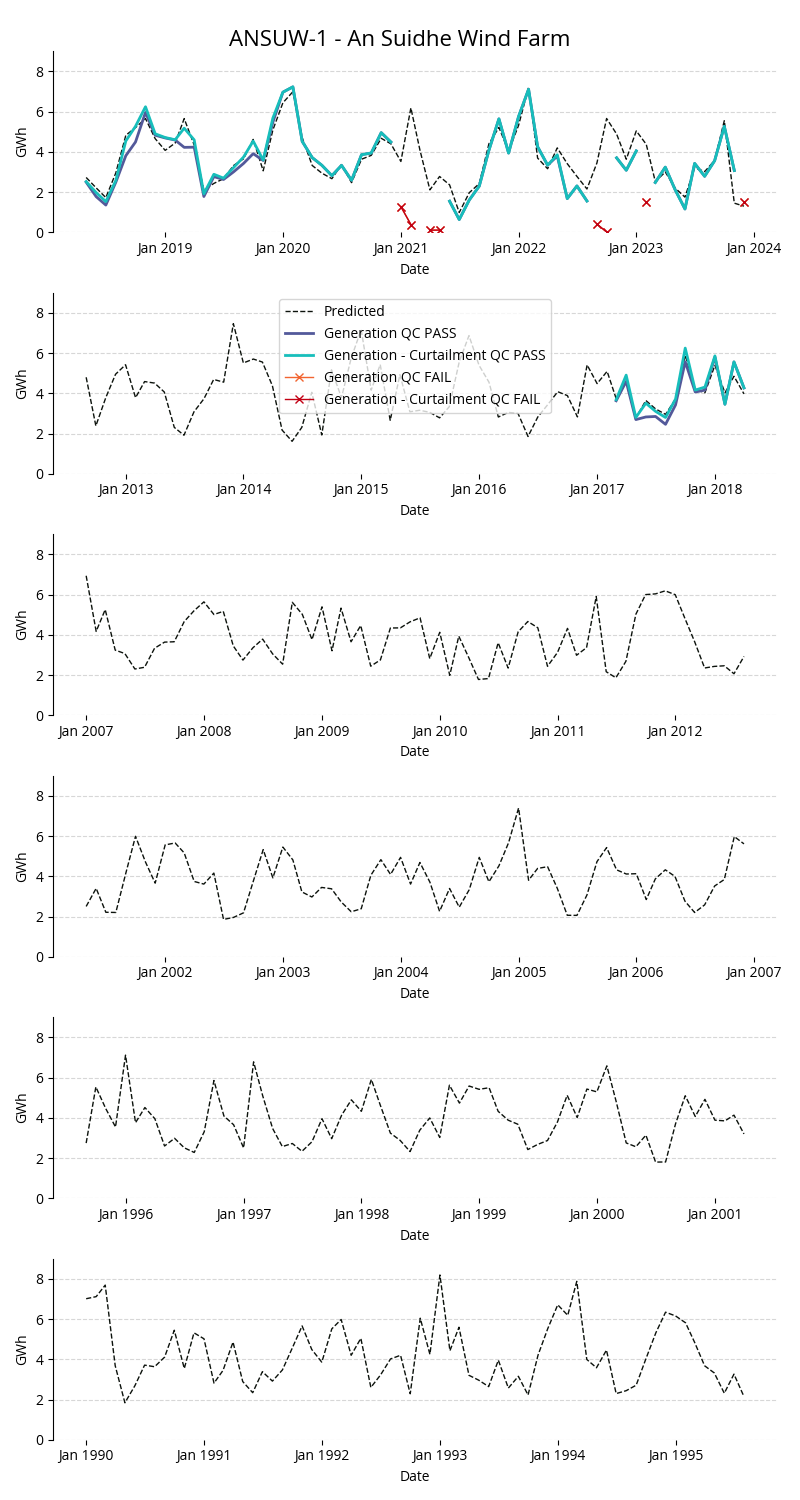 ANSUW-1 - An Suidhe Wind Farm
8
6
4
2
0
GWh
Jan 2019 Jan 2020 Jan 2021 Jan 2022 Jan 2023 Jan 2024
Date
8
6
4
2
0
GWh
Predicted
Generation QC PASS
Generation - Curtailment QC PASS
Generation QC FAIL
Generation - Curtailment QC FAIL
Jan 2013 Jan 2014 Jan 2015 Jan 2016 Jan 2017 Jan 2018
Date
8
6
4
2
0
GWh
Jan 2007 Jan 2008 Jan 2009 Jan 2010 Jan 2011 Jan 2012
Date
8
6
4
2
0
GWh
Jan 2002 Jan 2003 Jan 2004 Jan 2005 Jan 2006 Jan 2007
Date
8
6
4
2
0
GWh
Jan 1996 Jan 1997 Jan 1998 Jan 1999 Jan 2000 Jan 2001
Date
8
6
4
2
0
GWh
Jan 1990 Jan 1991 Jan 1992 Jan 1993 Jan 1994 Jan 1995
Date